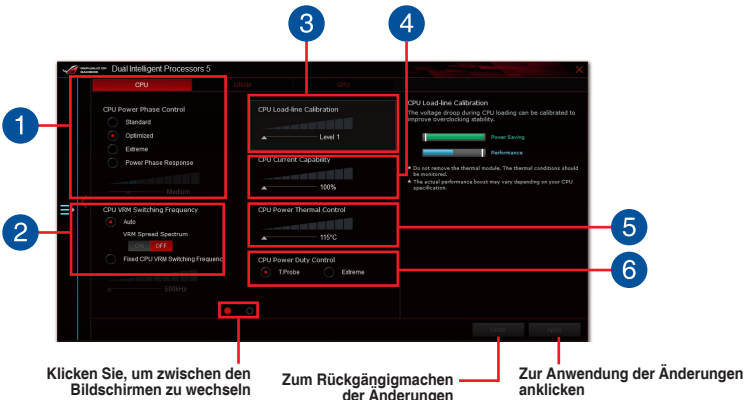 3
4
REPUBLIC OF GAMERS
Dual Intelligent Processors 5
CPU
DRAM
GPU
1
CPU Power Phase Control
Standard
Optimized
Extreme
Power Phase Response
Medium
2
CPU VRM Switching Frequency
Auto
VRM Spread Spectrum
ON
OFF
Fixed CPU VRM Switching Frequenc
500kHz
CPU Load-line Calibration
Level 1
CPU Current Capability
100%
CPU Power Thermal Control
115°C
5
CPU Power Duty Control
T.Probe
Extreme
6
CPU Load-line Calibration
The voltage droop during CPU loading can be calibrated to
improve overclocking stability.
Power Saving
Performance
* Do not remove the thermal module. The thermal conditions should
be monitored.
* The actual performance boost may vary depending on your CPU
specification.
Undo
Apply
Klicken Sie, um zwischen den
Bildschirmen zu wechseln
Zum Rückgängigmachen
der Änderungen
Zur Anwendung der Änderungen
anklicken